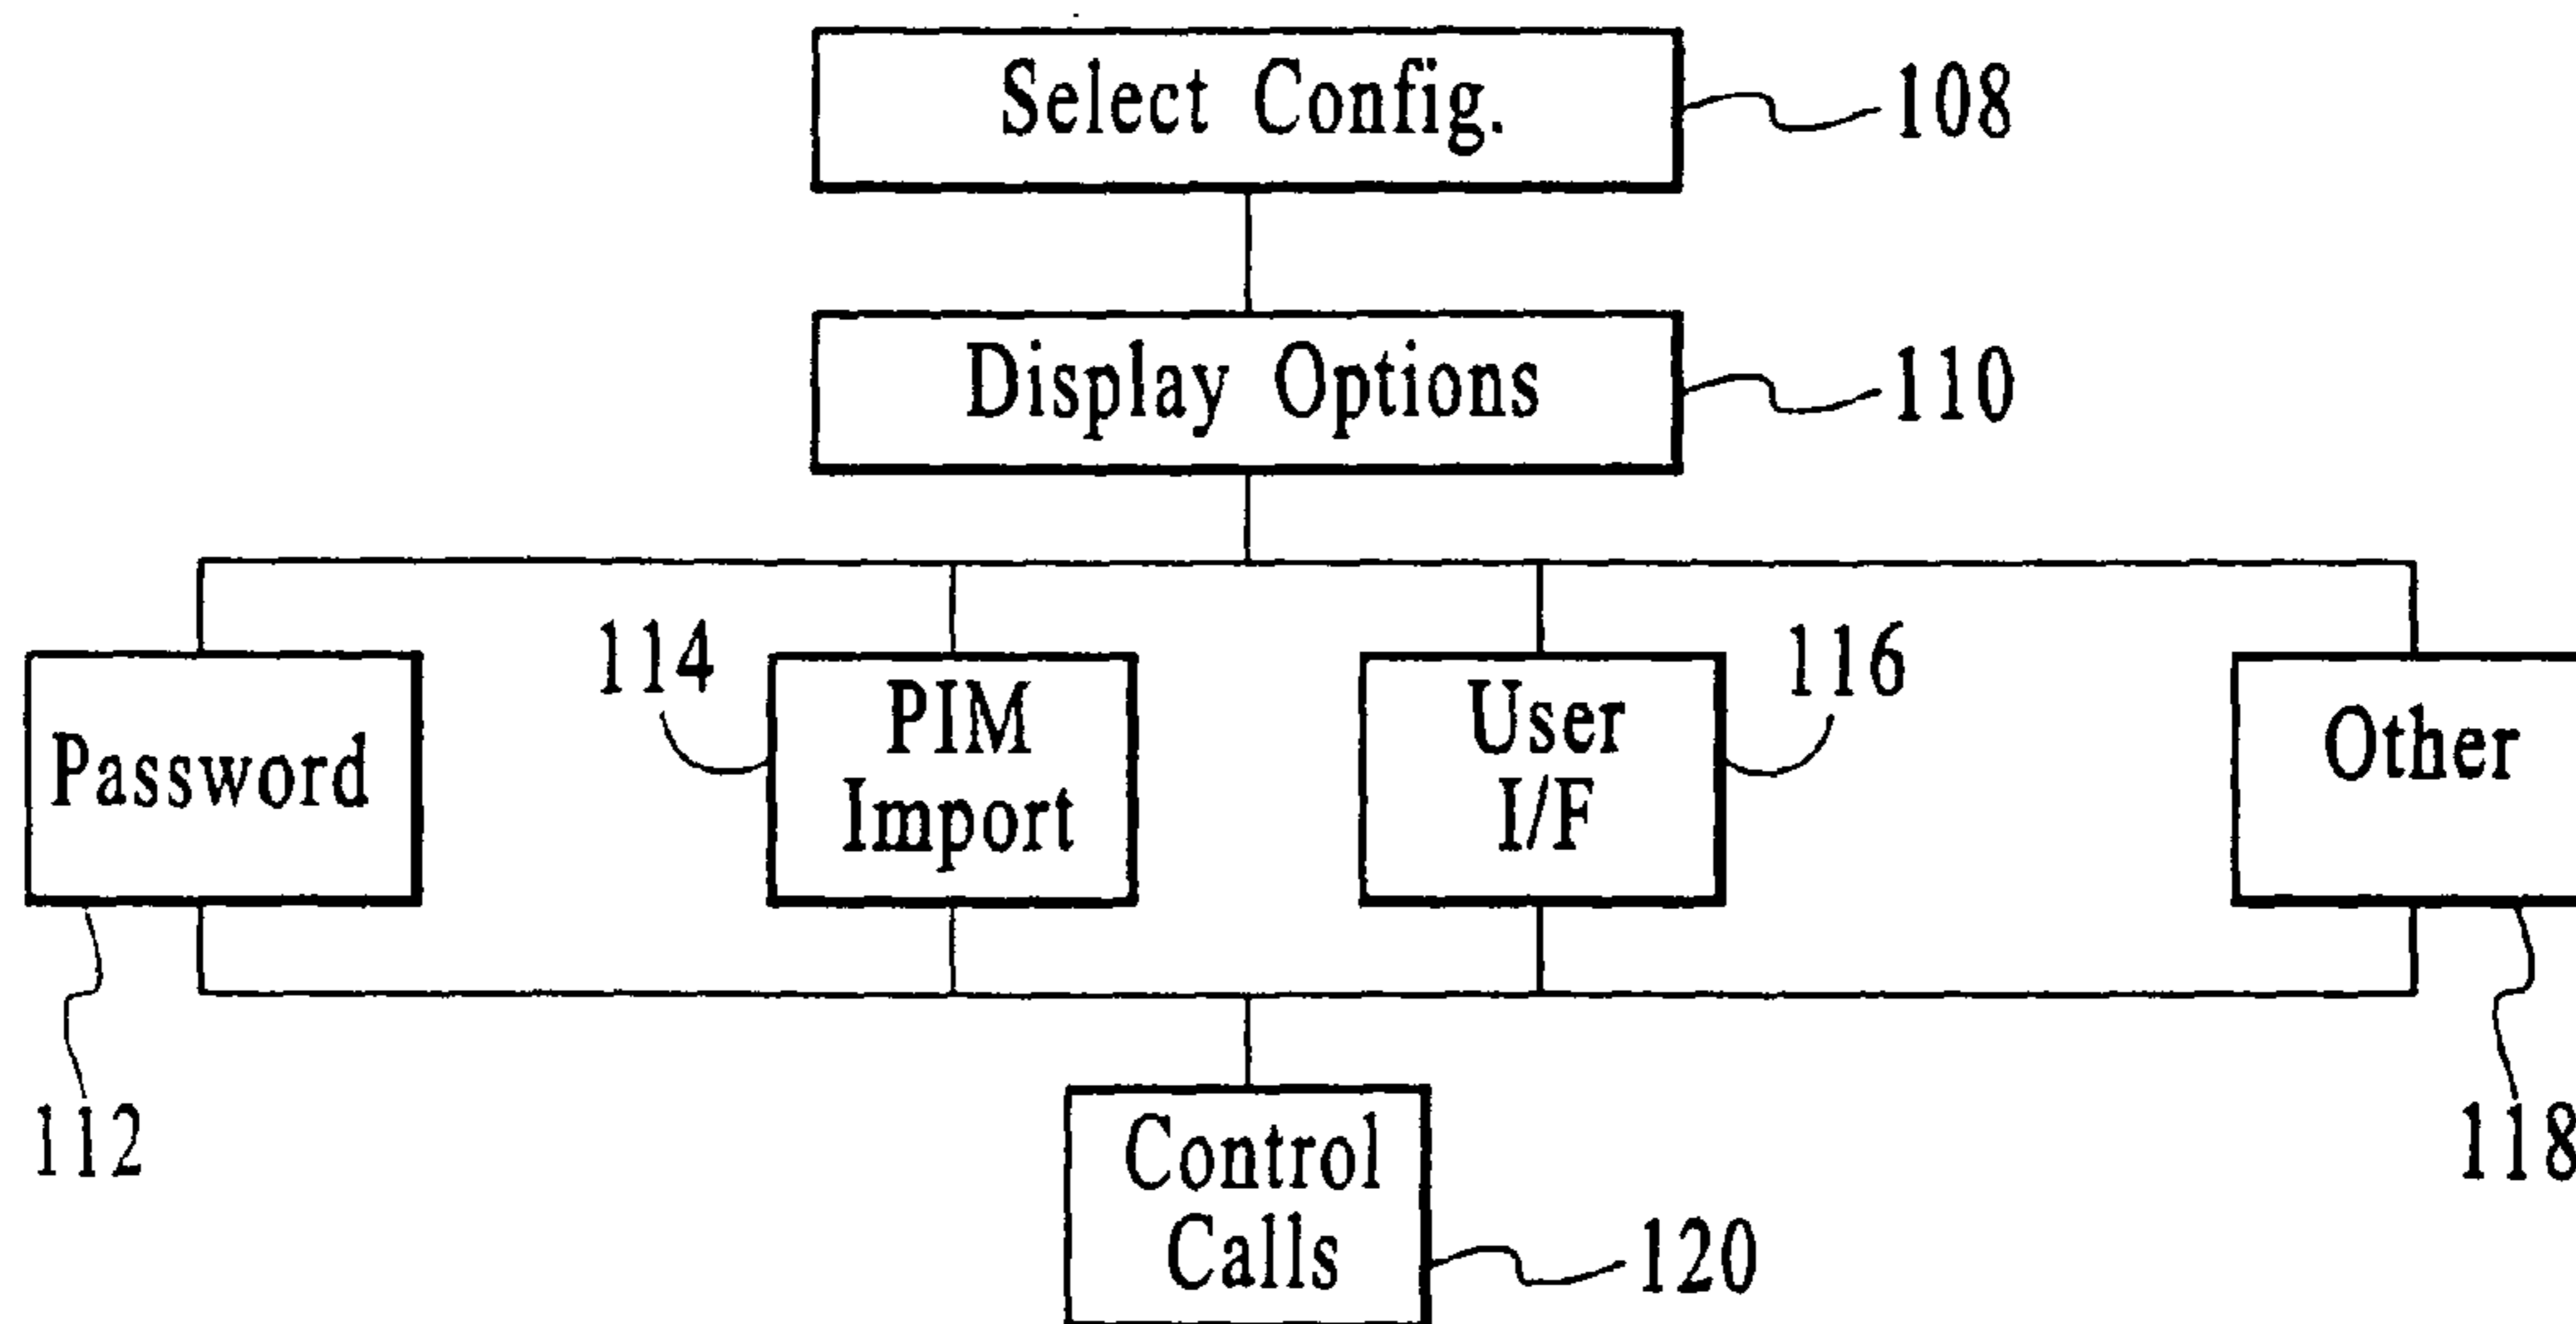 Select Config.
108
Display Options
110
114
116
Password
PIM
Import
User
I/F
Other
112
118
Control
Calls
120